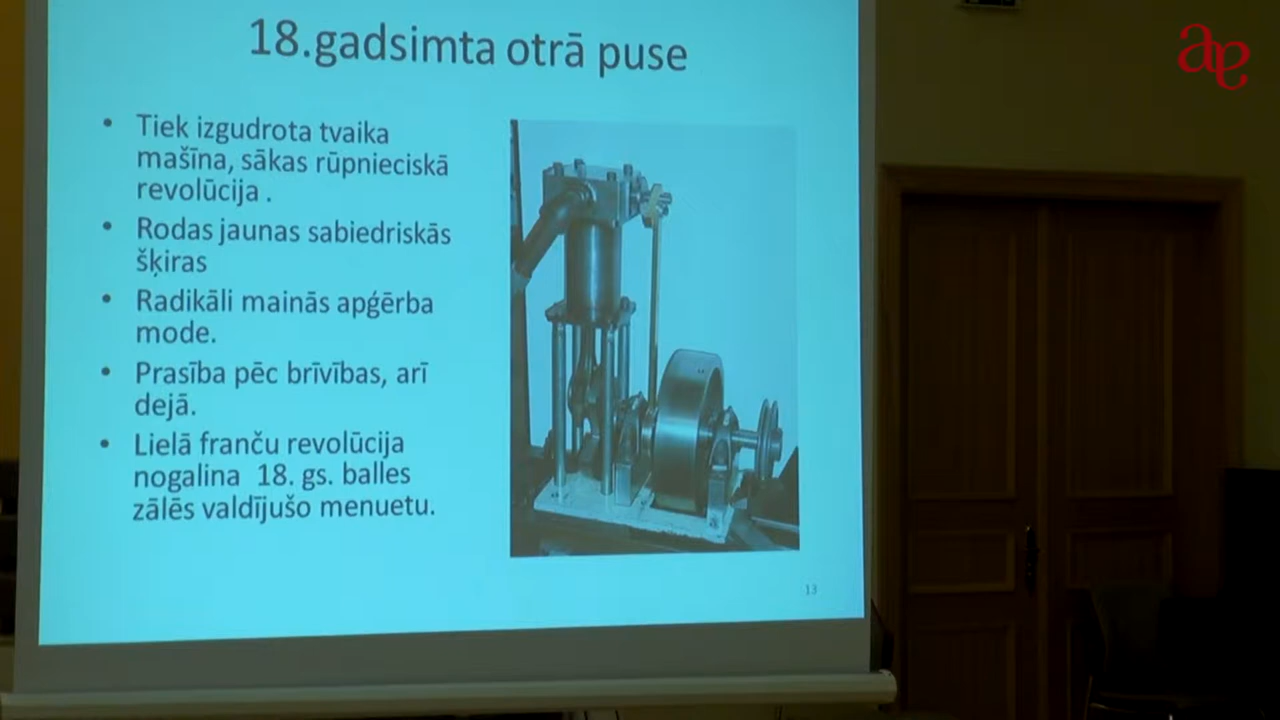 18.gadsimta otrā puse
• Tiek izgudrota tvaika
mašīna, sākas rūpnieciskā
revolūcija .
• Rodas jaunas sabiedriskās
šķiras
• Radikāli mainās apģērba
mode.
• Prasība pēc brīvības, arī
dejā.
• Lielā franču revolūcija
nogalina 18. gs. balles
zālēs valdījušo menuetu.
13
ae